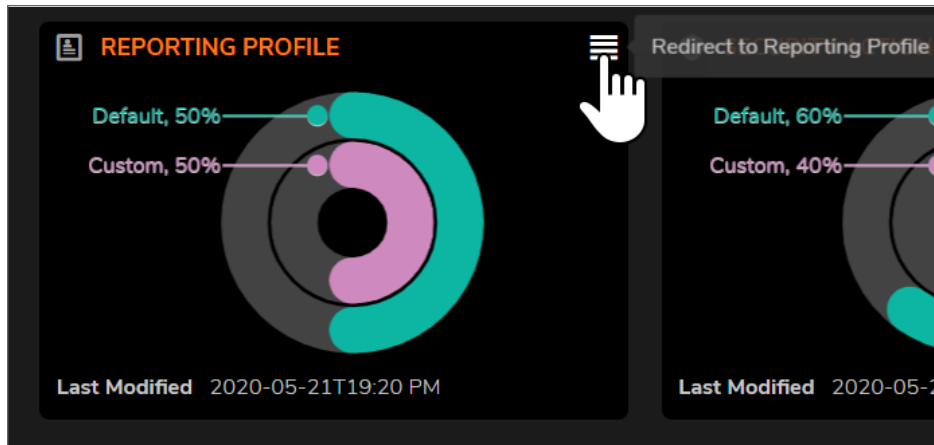 REPORTING PROFILE
Redirect to Reporting Profile
Default, 50%
Custom, 50%
Last Modified 2020-05-21T19:20 PM
Default, 60%
Custom, 40%
Last Modified 2020-05-2